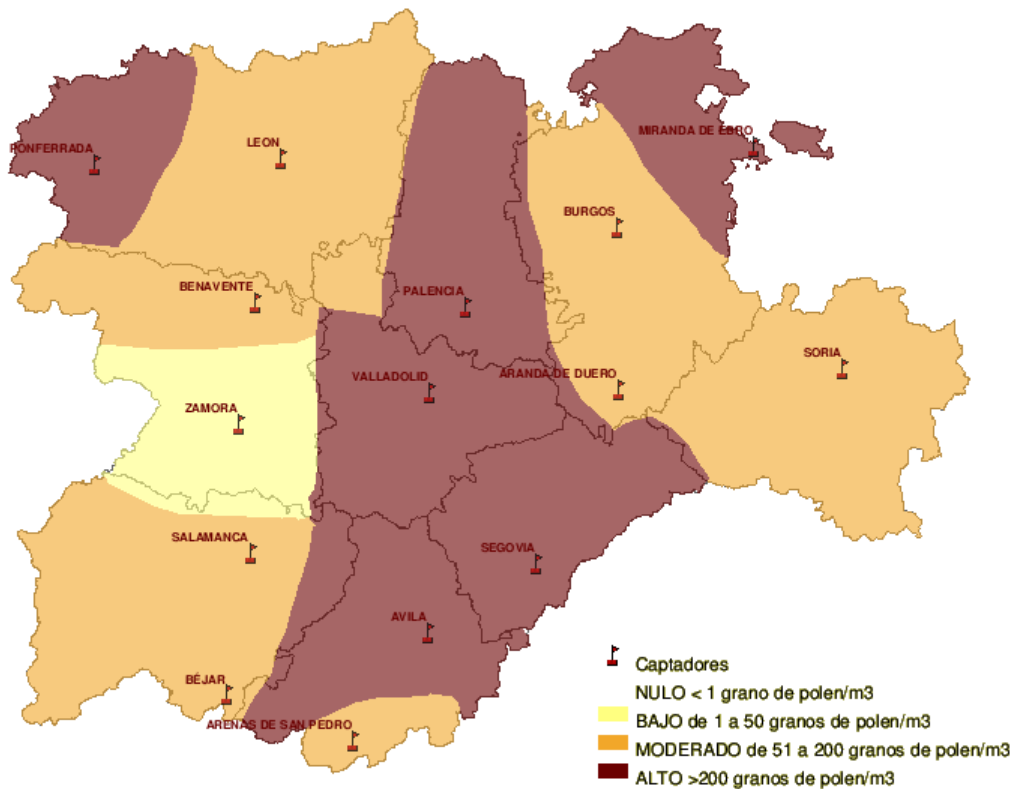 MIRANDA DE EBRO
PONFERRADA
LEON
BURGOS
BENAVENTE
PALENCIA
SORIA
VALLADOLID
ARANDA DE DUERO
ZAMORA
SALAMANCA
SEGOVIA
AVILA
BÉJAR
ARENAS DE SAN PEDRO
Captadores
NULO < 1 grano de polen/m3
BAJO de 1 a 50 granos de polen/m3
MODERADO de 51 a 200 granos de polen/m3
ALTO >200 granos de polen/m3